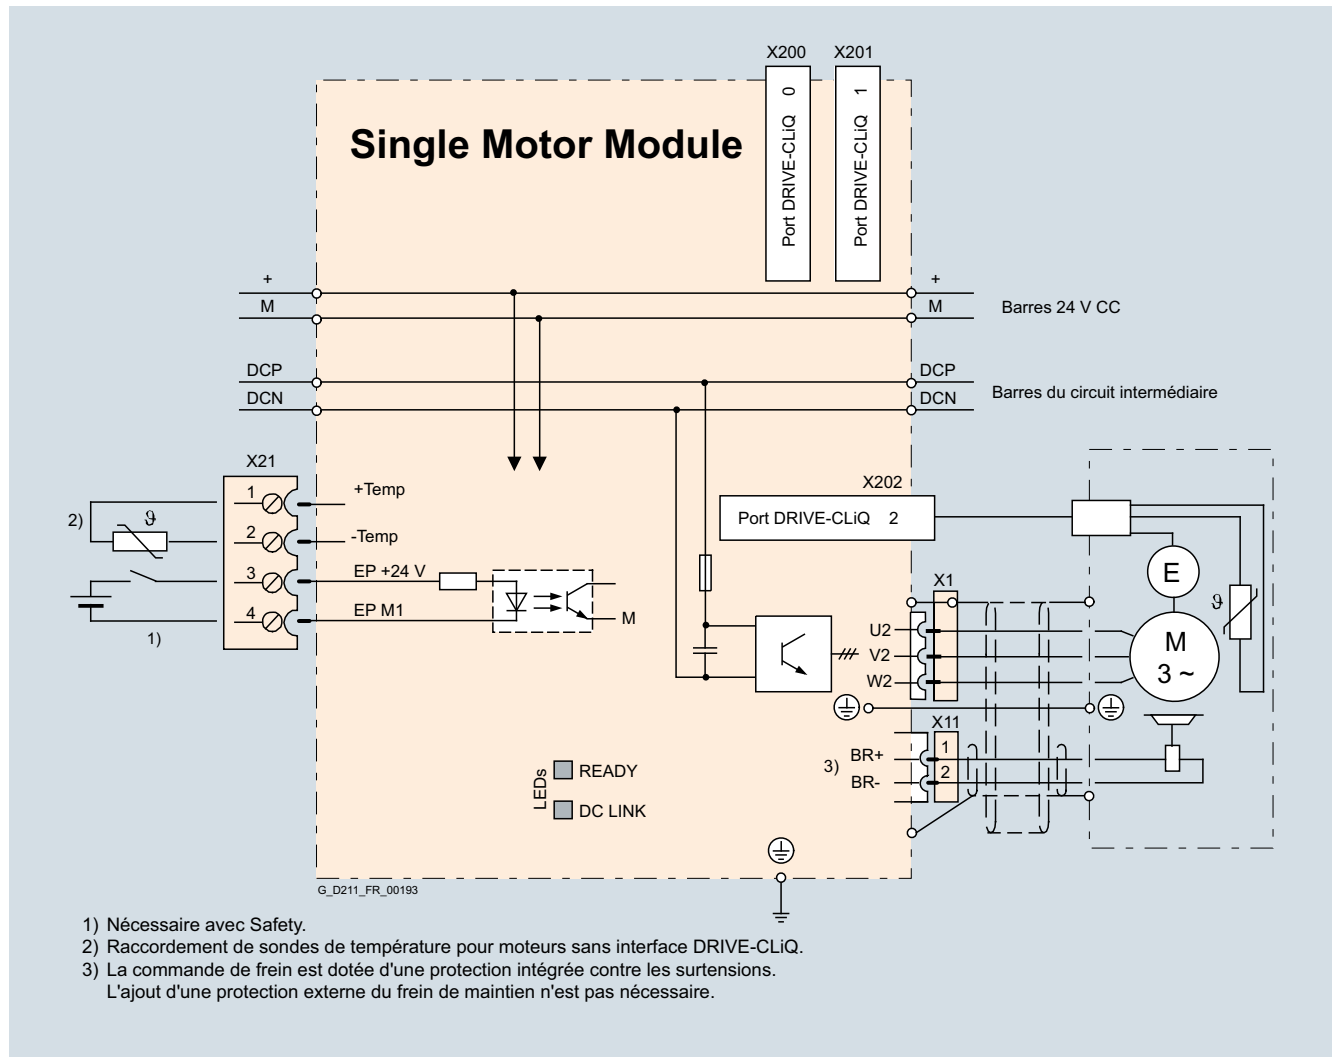 X200
X201
Port DRIVE-CLiQ 0
Port DRIVE-CLiQ 1
Single Motor Module
+
M
+
M
Barres 24 V CC
DCP
DCN
DCP
DCN
Barres du circuit intermédiaire
X21
1
2
3
4
2)
ϑ
1)
+Temp
-Temp
EP +24 V
EP M1
M
X202
Port DRIVE-CLiQ 2
X1
U2
V2
W2
E
ϑ
M
3 ~
X11
1
2
3)
BR+
BR-
LEDs
READY
DC LINK
G_D211_FR_00193
1) Nécessaire avec Safety.
2) Raccordement de sondes de température pour moteurs sans interface DRIVE-CLiQ.
3) La commande de frein est dotée d'une protection intégrée contre les surtensions.
L'ajout d'une protection externe du frein de maintien n'est pas nécessaire.